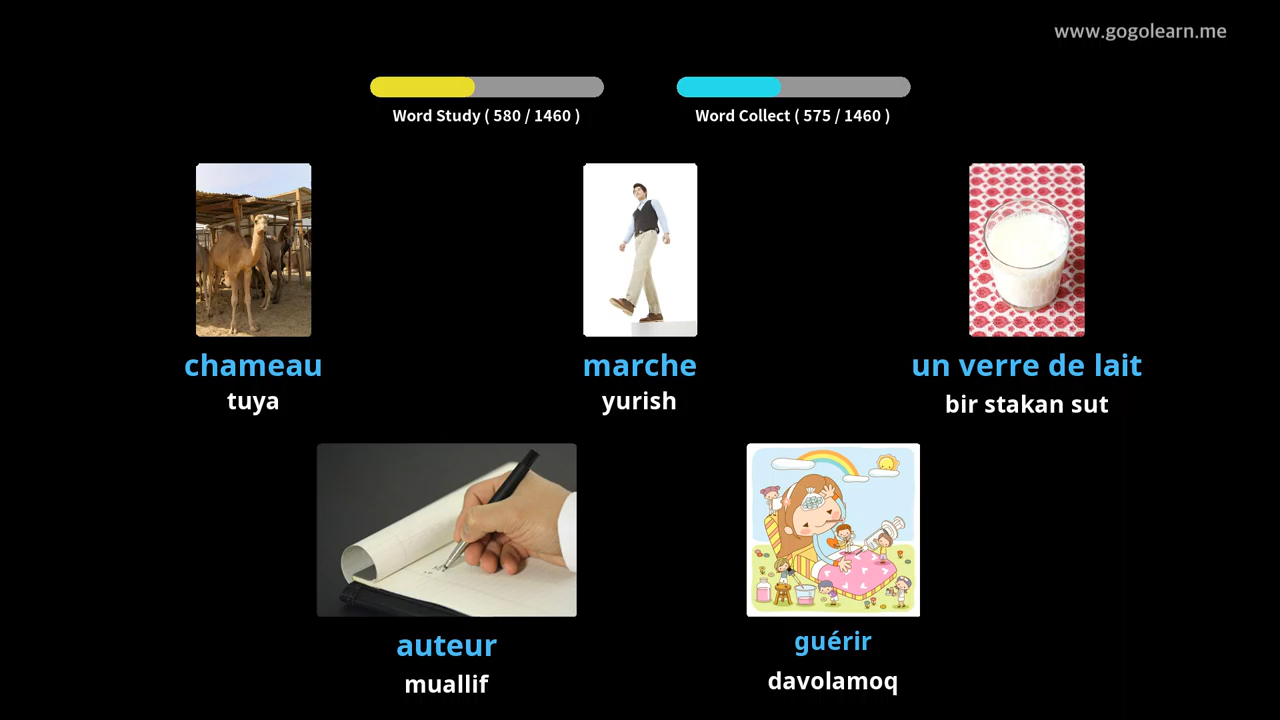 www.gogolearn.me
Word Study ( 580 / 1460 )
Word Collect ( 575 / 1460 )
chameau
tuya
marche
yurish
un verre de lait
bir stakan sut
auteur
muallif
guérir
davolamoq